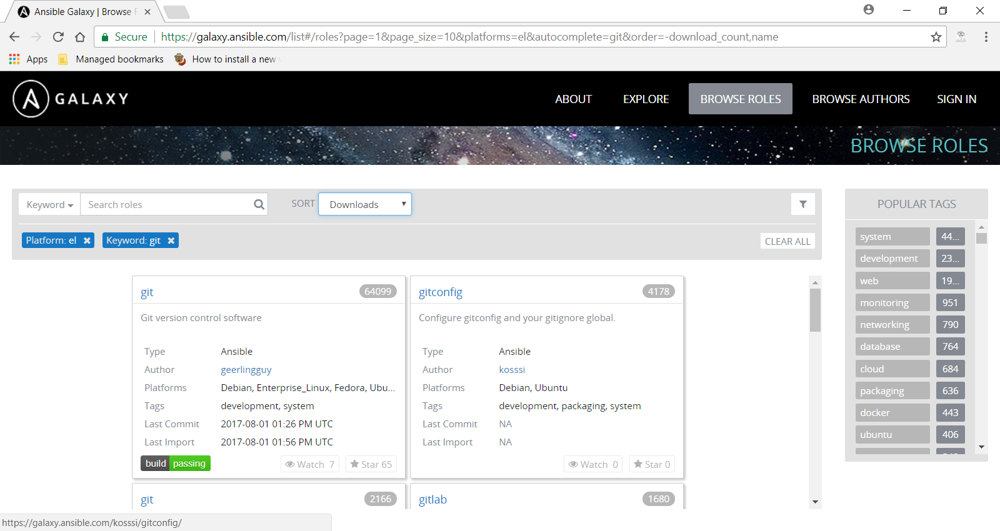 Ansible Galaxy | Browse R
Secure https://galaxy.ansible.com/list#/roles?page=1&page_size=10&platforms=el&autocomplete=git&order=-download_count,name
Apps Managed bookmarks How to install a new
GALAXY ABOUT EXPLORE BROWSE ROLES BROWSE AUTHORS SIGN IN
BROWSE ROLES
Keyword Search roles SORT Downloads
Platform: el Keyword: git CLEAR ALL
git 64099
Git version control software
Type Ansible
Author geerlingguy
Platforms Debian, Enterprise_Linux, Fedora, Ubu...
Tags development, system
Last Commit 2017-08-01 01:26 PM UTC
Last Import 2017-08-01 01:56 PM UTC
build passing Watch 7 Star 65
gitconfig 4178
Configure gitconfig and your gitignore global.
Type Ansible
Author kosssi
Platforms Debian, Ubuntu
Tags development, packaging, system
Last Commit NA
Last Import NA
Watch 0 Star 0
git 2166
gitlab 1680
POPULAR TAGS
system 44...
development 23...
web 19...
monitoring 951
networking 790
database 764
cloud 684
packaging 636
docker 443
ubuntu 406
https://galaxy.ansible.com/kosssi/gitconfig/